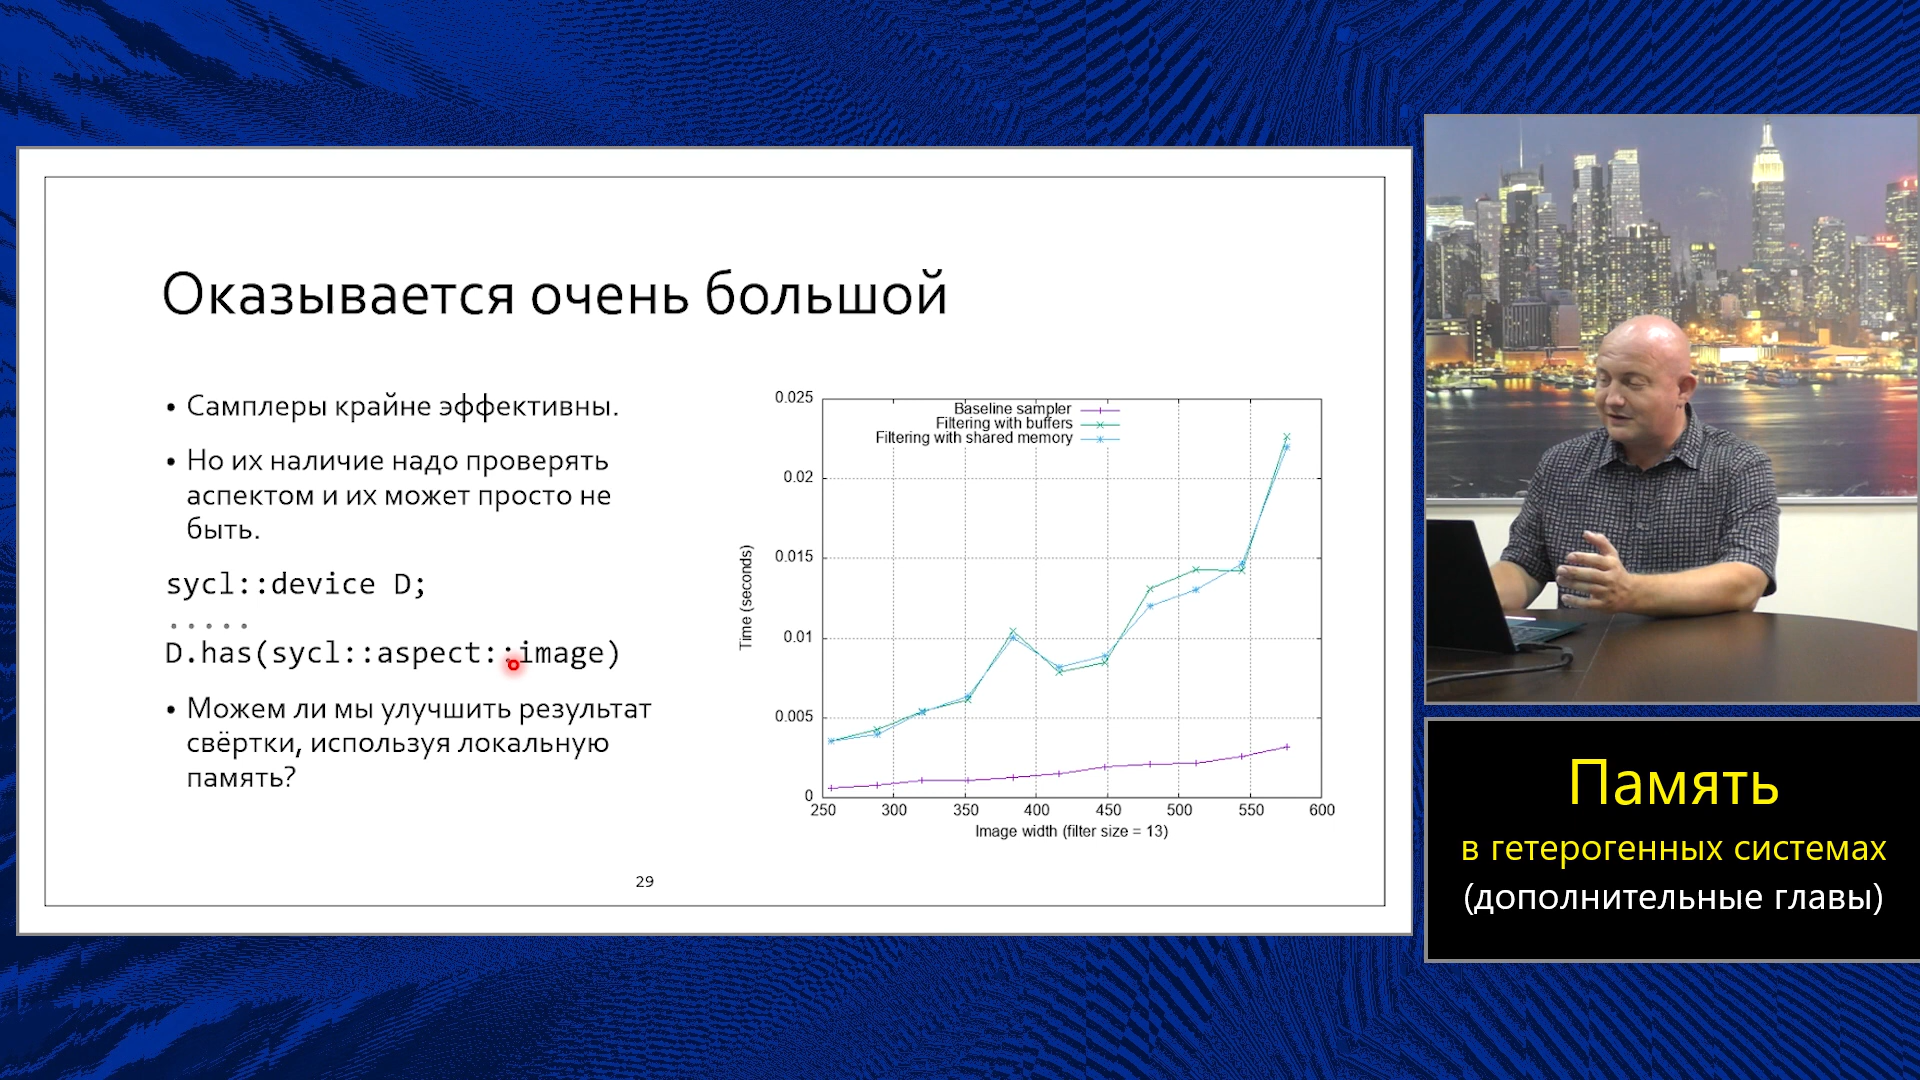 Оказывается очень большой
• Самплеры крайне эффективны.
• Но их наличие надо проверять
аспектом и их может просто не
быть.
sycl::device D;
.....
D.has(sycl::aspect::image)
• Можем ли мы улучшить результат
свёртки, используя локальную
память?
0.025
0.02
0.015
0.01
0.005
0
Time (seconds)
Baseline sampler
Filtering with buffers
Filtering with shared memory
250 300 350 400 450 500 550 600
Image width (filter size = 13)
29
Память
в гетерогенных системах
(дополнительные главы)